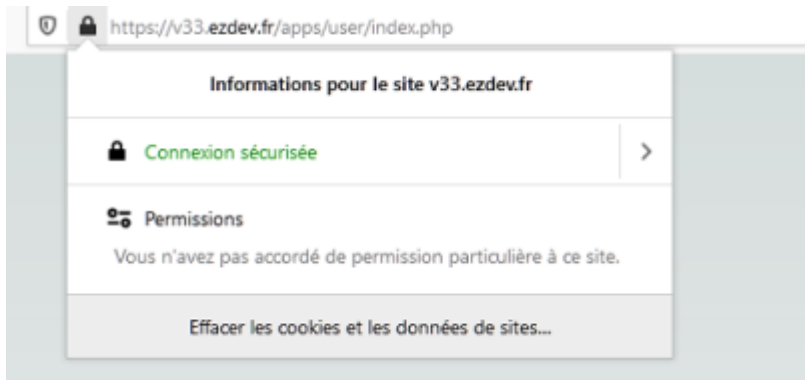 https://v33.ezdev.fr/apps/user/index.php
Informations pour le site v33.ezdev.fr
Connexion sécurisée
Permissions
Vous n'avez pas accordé de permission particulière à ce site.
Effacer les cookies et les données de sites...